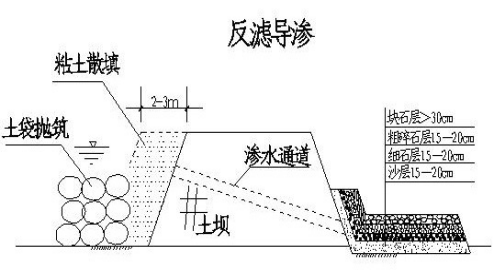 反滤导渗
粘土散填
2-3m
土袋抛筑
渗水通道
土坝
块石层>30cm
粗碎石层15-20cm
细石层15-20cm
沙层15-20cm